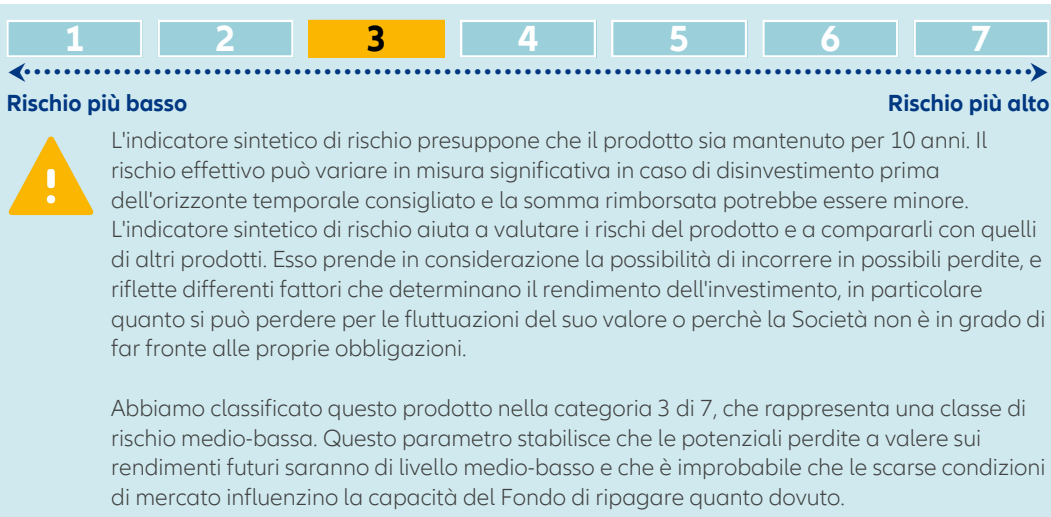 1 2 3 4 5 6 7
Rischio più basso Rischio più alto
L'indicatore sintetico di rischio presuppone che il prodotto sia mantenuto per 10 anni. Il
rischio effettivo può variare in misura significativa in caso di disinvestimento prima
dell'orizzonte temporale consigliato e la somma rimborsata potrebbe essere minore.
L'indicatore sintetico di rischio aiuta a valutare i rischi del prodotto e a compararli con quelli
di altri prodotti. Esso prende in considerazione la possibilità di incorrere in possibili perdite, e
riflette differenti fattori che determinano il rendimento dell'investimento, in particolare
quanto si può perdere per le fluttuazioni del suo valore o perchè la Società non è in grado di
far fronte alle proprie obbligazioni.
Abbiamo classificato questo prodotto nella categoria 3 di 7, che rappresenta una classe di
rischio medio-bassa. Questo parametro stabilisce che le potenziali perdite a valere sui
rendimenti futuri saranno di livello medio-basso e che è improbabile che le scarse condizioni
di mercato influenzino la capacità del Fondo di ripagare quanto dovuto.